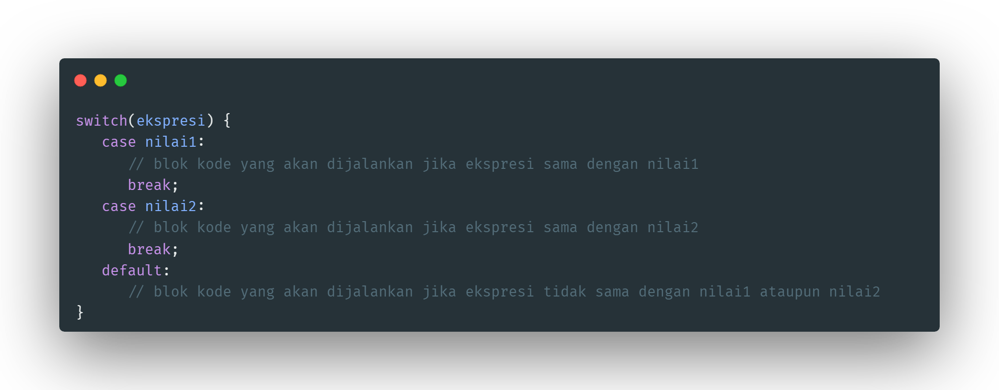 switch(ekspresi) {
   case nilai1:
      // blok kode yang akan dijalankan jika ekspresi sama dengan nilai1
      break;
   case nilai2:
      // blok kode yang akan dijalankan jika ekspresi sama dengan nilai2
      break;
   default:
      // blok kode yang akan dijalankan jika ekspresi tidak sama dengan nilai1 ataupun nilai2
}